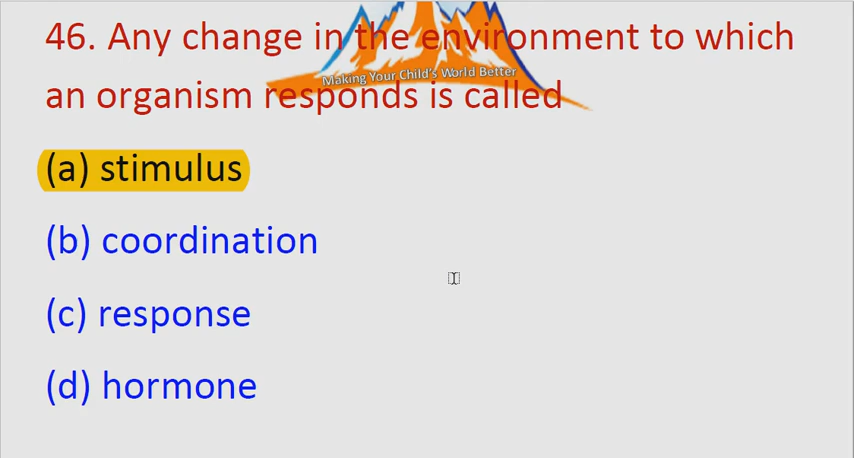 46. Any change in the environment to which
Making Your Child's World Better
an organism responds is called
(a) stimulus
(b) coordination
(c) response
(d) hormone